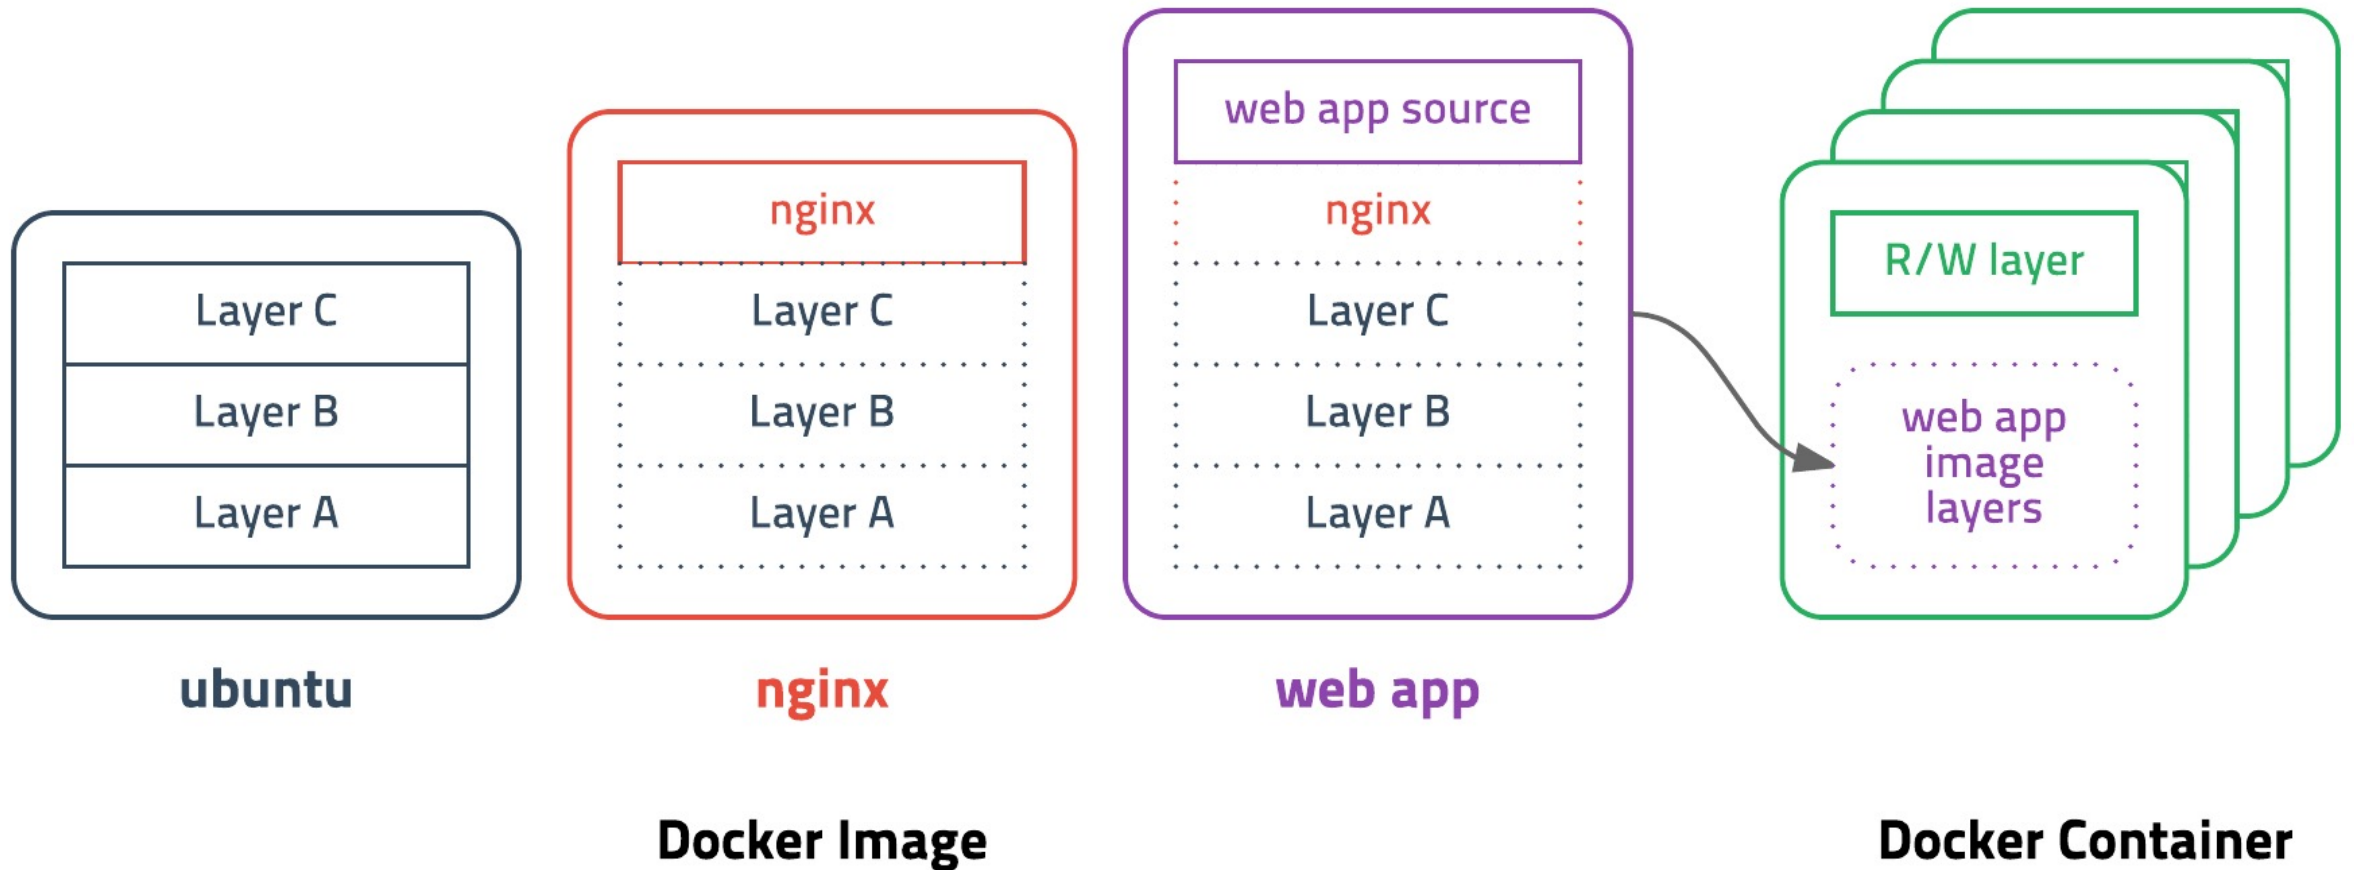 Layer C
Layer B
Layer A
ubuntu
nginx
Layer C
Layer B
Layer A
nginx
web app source
nginx
Layer C
Layer B
Layer A
web app
R/W layer
web app
image
layers
Docker Image
Docker Container